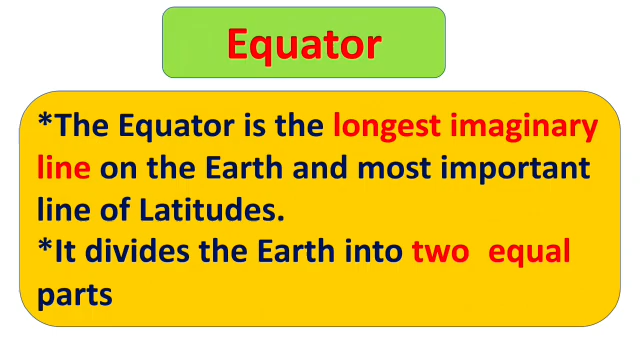 Equator
*The Equator is the longest imaginary
line on the Earth and most important
line of Latitudes.
*It divides the Earth into two  equal
parts